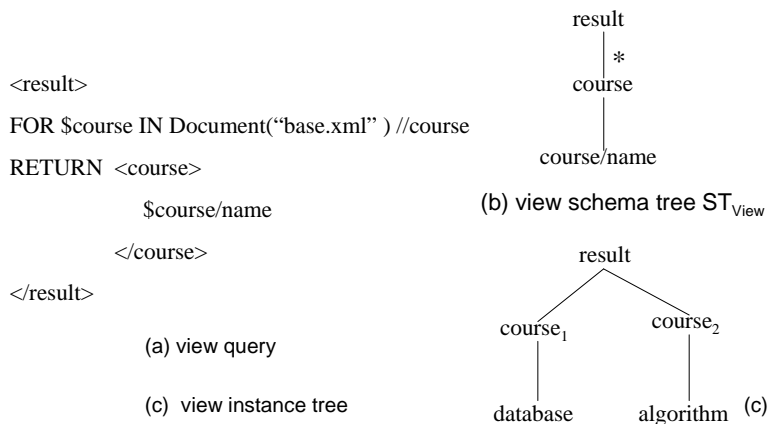 <result>
FOR $course IN Document(“base.xml” ) //course
RETURN <course>
$course/name
</course>
</result>
(a) view query
(c) view instance tree
result
*
course
course/name
(b) view schema tree ST_View
result
course_1 course_2
database algorithm (c)